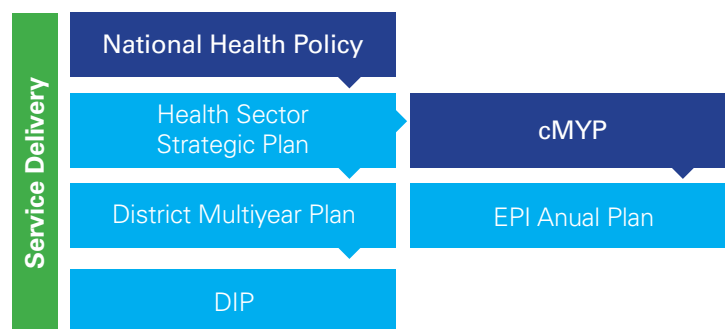 Service Delivery
National Health Policy
Health Sector
Strategic Plan
cMYP
District Multiyear Plan
EPI Anual Plan
DIP